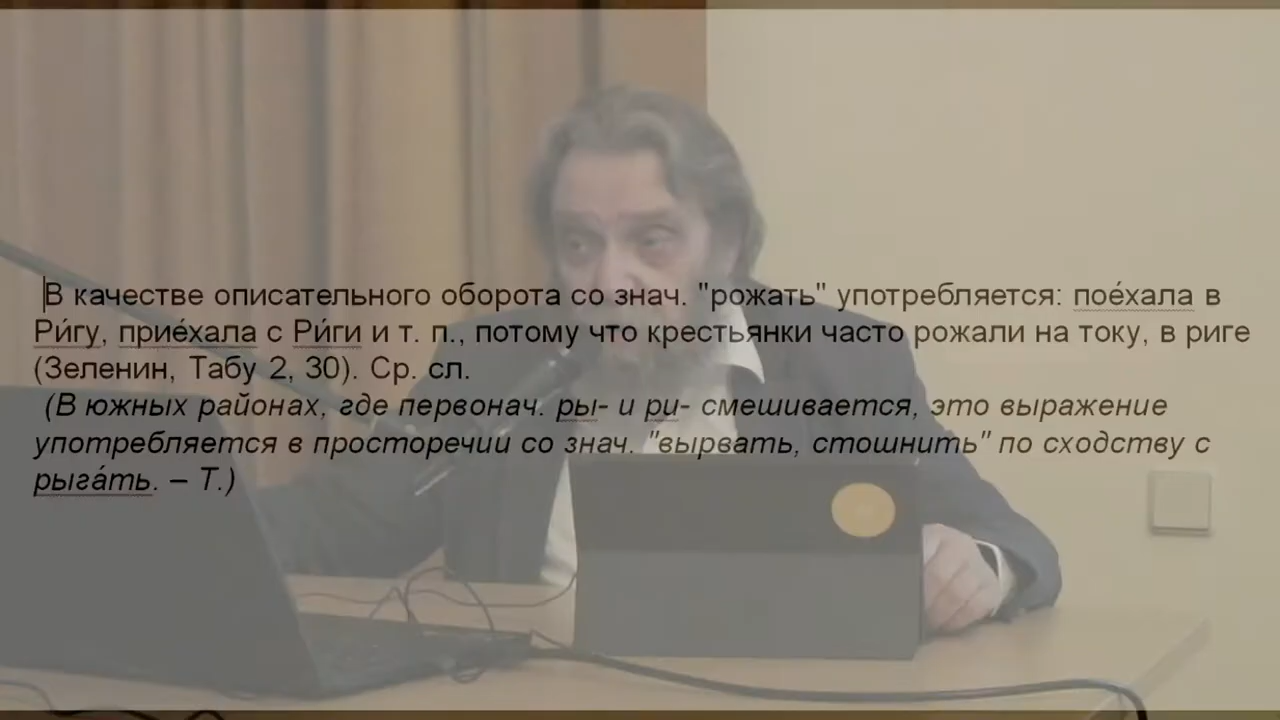 В качестве описательного оборота со знач. "рожать" употребляется: пое́хала в
Ри́гу, прие́хала с Ри́ги и т. п., потому что крестьянки часто рожали на току, в риге
(Зеленин, Табу 2, 30). Ср. сл.
(В южных районах, где первонач. ры- и ри- смешивается, это выражение
употребляется в просторечии со знач. "вырвать, стошнить" по сходству с
рыга́ть. – Т.)